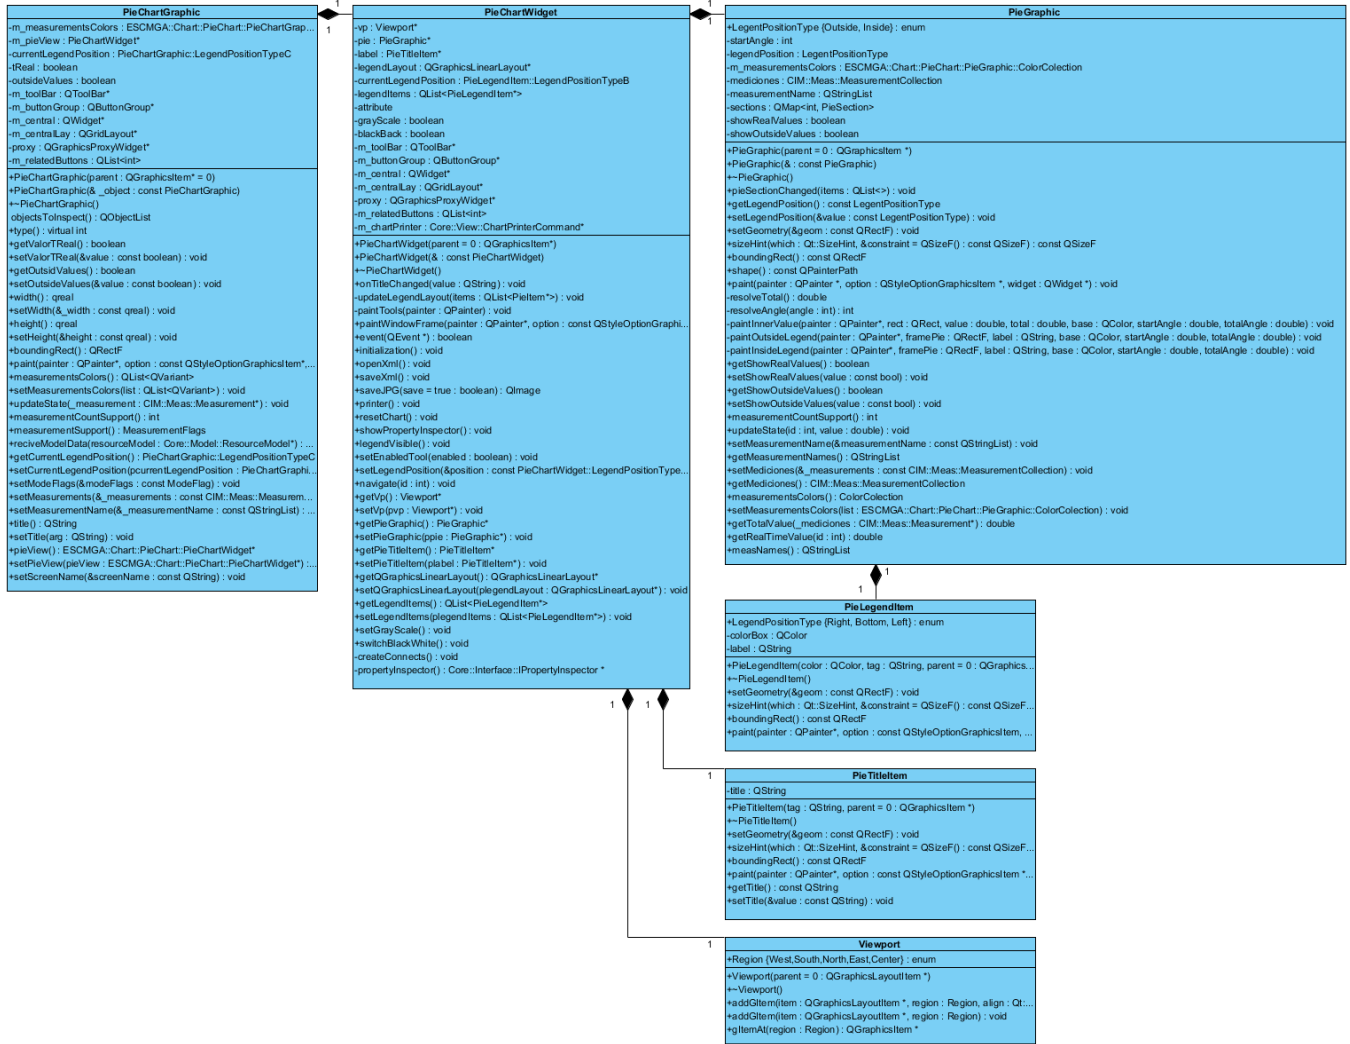 PieChartGraphic
-m_measurementsColors : ESCMGA::Chart::PieChart::PieChartGrap...
-m_pieView : PieChartWidget*
-currentLegendPosition : PieChartGraphic::LegendPositionTypeC
-tReal : boolean
-outsideValues : boolean
-m_toolBar : QToolBar*
-m_buttonGroup : QButtonGroup*
-m_central : QWidget*
-m_centralLay : QGridLayout*
-proxy : QGraphicsProxyWidget*
-m_relatedButtons : QList<int>
+PieChartGraphic(parent : QGraphicsItem* = 0)
+PieChartGraphic(& _object : const PieChartGraphic)
+~PieChartGraphic()
objectsToInspect() : QObjectList
+type() : virtual int
+getValorTReal() : boolean
+setValorTReal(&value : const boolean) : void
+getOutsidValues() : boolean
+setOutsideValues(&value : const boolean) : void
+width() : qreal
+setWidth(&_width : const qreal) : void
+height() : qreal
+setHeight(&height : const qreal) : void
+boundingRect() : QRectF
+paint(painter : QPainter*, option : const QStyleOptionGraphicsItem*,...
+measurementsColors() : QList<QVariant>
+setMeasurementsColors(list : QList<QVariant>) : void
+updateState(_measurement : CIM::Meas::Measurement*) : void
+measurementCountSupport() : int
+measurementSupport() : MeasurementFlags
+reciveModelData(resourceModel : Core::Model::ResourceModel*) : ...
+getCurrentLegendPosition() : PieChartGraphic::LegendPositionTypeC
+setCurrentLegendPosition(pcurrentLegendPosition : PieChartGraphi...
+setModeFlags(&modeFlags : const ModeFlag) : void
+setMeasurements(&_measurements : const CIM::Meas::Measurem...
+setMeasurementName(&_measurementName : const QStringList) : ...
+title() : QString
+setTitle(arg : QString) : void
+pieView() : ESCMGA::Chart::PieChart::PieChartWidget*
+setPieView(pieView : ESCMGA::Chart::PieChart::PieChartWidget*) :...
+setScreenName(&screenName : const QString) : void
1
1
PieChartWidget
-vp : Viewport*
-pie : PieGraphic*
-label : PieTitleItem*
-legendLayout : QGraphicsLinearLayout*
-currentLegendPosition : PieLegendItem::LegendPositionTypeB
-legendItems : QList<PieLegendItem*>
-attribute
-grayScale : boolean
-blackBack : boolean
-m_toolBar : QToolBar*
-m_buttonGroup : QButtonGroup*
-m_central : QWidget*
-m_centralLay : QGridLayout*
-proxy : QGraphicsProxyWidget*
-m_relatedButtons : QList<int>
-m_chartPrinter : Core::View::ChartPrinterCommand*
+PieChartWidget(parent = 0 : QGraphicsItem*)
+PieChartWidget(& : const PieChartWidget)
+~PieChartWidget()
+onTitleChanged(value : QString) : void
-updateLegendLayout(items : QList<PieItem*>) : void
-paintTools(painter : QPainter) : void
+paintWindowFrame(painter : QPainter*, option : const QStyleOptionGraphi...
+event(QEvent *) : boolean
+initialization() : void
+openXml() : void
+saveXml() : void
+saveJPG(save = true : boolean) : QImage
+printer() : void
+resetChart() : void
+showPropertyInspector() : void
+legendVisible() : void
+setEnabledTool(enabled : boolean) : void
+setLegendPosition(&position : const PieChartWidget::LegendPositionType...
+navigate(id : int) : void
+getVp() : Viewport*
+setVp(pvp : Viewport*) : void
+getPieGraphic() : PieGraphic*
+setPieGraphic(ppie : PieGraphic*) : void
+getPieTitleItem() : PieTitleItem*
+setPieTitleItem(plabel : PieTitleItem*) : void
+getQGraphicsLinearLayout() : QGraphicsLinearLayout*
+setQGraphicsLinearLayout(plegendLayout : QGraphicsLinearLayout*) : void
+getLegendItems() : QList<PieLegendItem*>
+setLegendItems(plegendItems : QList<PieLegendItem*>) : void
+setGrayScale() : void
+switchBlackWhite() : void
-createConnects() : void
-propertyInspector() : Core::Interface::IPropertyInspector *
1
1
PieGraphic
+LegentPositionType {Outside, Inside} : enum
-startAngle : int
-legendPosition : LegentPositionType
-m_measurementsColors : ESCMGA::Chart::PieChart::PieGraphic::ColorColection
-mediciones : CIM::Meas::MeasurementCollection
-measurementName : QStringList
-sections : QMap<int, PieSection>
-showRealValues : boolean
-showOutsideValues : boolean
+PieGraphic(parent = 0 : QGraphicsItem *)
+PieGraphic(& : const PieGraphic)
+~PieGraphic()
+pieSectionChanged(items : QList<>) : void
+getLegendPosition() : const LegentPositionType
+setLegendPosition(&value : const LegentPositionType) : void
+setGeometry(&geom : const QRectF) : void
+sizeHint(which : Qt::SizeHint, &constraint = QSizeF() : const QSizeF) : const QSizeF
+boundingRect() : const QRectF
+shape() : const QPainterPath
+paint(painter : QPainter *, option : QStyleOptionGraphicsItem *, widget : QWidget *) : void
-resolveTotal() : double
-resolveAngle(angle : int) : int
-paintInnerValue(painter : QPainter*, rect : QRect, value : double, total : double, base : QColor, startAngle : double, totalAngle : double) : void
-paintOutsideLegend(painter : QPainter*, framePie : QRectF, label : QString, base : QColor, startAngle : double, totalAngle : double) : void
-paintInsideLegend(painter : QPainter*, framePie : QRectF, label : QString, base : QColor, startAngle : double, totalAngle : double) : void
+getShowRealValues() : boolean
+setShowRealValues(value : const bool) : void
+getShowOutsideValues() : boolean
+setShowOutsideValues(value : const bool) : void
+measurementCountSupport() : int
+updateState(id : int, value : double) : void
+setMeasurementName(&measurementName : const QStringList) : void
+getMeasurementNames() : QStringList
+setMediciones(&_measurements : const CIM::Meas::MeasurementCollection) : void
+getMediciones() : CIM::Meas::MeasurementCollection
+measurementsColors() : ColorColection
+setMeasurementsColors(list : ESCMGA::Chart::PieChart::PieGraphic::ColorColection) : void
+getTotalValue(_mediciones : CIM::Meas::Measurement*) : double
+getRealTimeValue(id : int) : double
+measNames() : QStringList
1
1
PieLegendItem
+LegendPositionType {Right, Bottom, Left} : enum
-colorBox : QColor
-label : QString
+PieLegendItem(color : QColor, tag : QString, parent = 0 : QGraphics...
+~PieLegendItem()
+setGeometry(&geom : const QRectF) : void
+sizeHint(which : Qt::SizeHint, &constraint = QSizeF() : const QSizeF...
+boundingRect() : const QRectF
+paint(painter : QPainter*, option : const QStyleOptionGraphicsItem, ...
1
1
1
PieTitleItem
-title : QString
+PieTitleItem(tag : QString, parent = 0 : QGraphicsItem *)
+~PieTitleItem()
+setGeometry(&geom : const QRectF) : void
+sizeHint(which : Qt::SizeHint, &constraint = QSizeF() : const QSizeF...
+boundingRect() : const QRectF
+paint(painter : QPainter*, option : const QStyleOptionGraphicsItem *...
+getTitle() : const QString
+setTitle(&value : const QString) : void
1
Viewport
+Region {West,South,North,East,Center} : enum
+Viewport(parent = 0 : QGraphicsLayoutItem *)
+~Viewport()
+addGItem(item : QGraphicsLayoutItem *, region : Region, align : Qt:...
+addGItem(item : QGraphicsLayoutItem *, region : Region) : void
+gItemAt(region : Region) : QGraphicsItem *